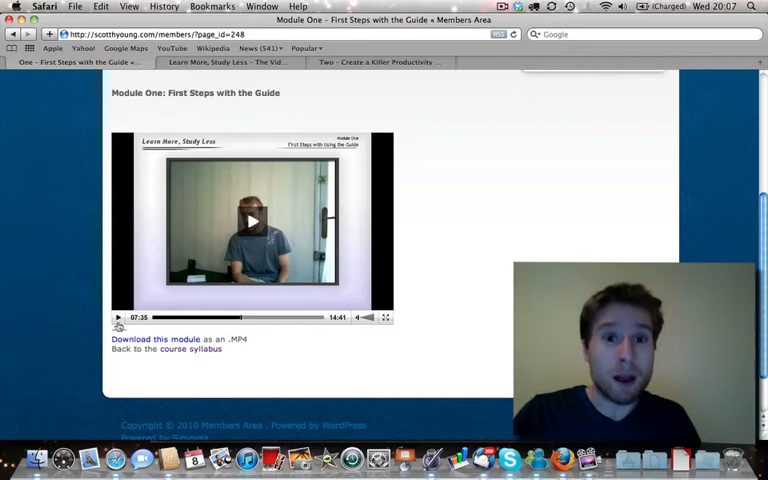 Safari File Edit View History Bookmarks Window Help (Charged) Wed 20:07
Module One – First Steps with the Guide « Members Area
http://scotthyoung.com/members/?page_id=248 RSS Google
Apple Yahoo! Google Maps YouTube Wikipedia News (541) Popular
One – First Steps with the Guide «... Learn More, Study Less – The Vid... Two – Create a Killer Productivity ...
Module One: First Steps with the Guide
Learn More, Study Less
Module One
First Steps with Using the Guide
07:35 14:41
Download this module as an .MP4
Back to the course syllabus
Copyright © 2010 Members Area . Powered by WordPress
Powered by
8